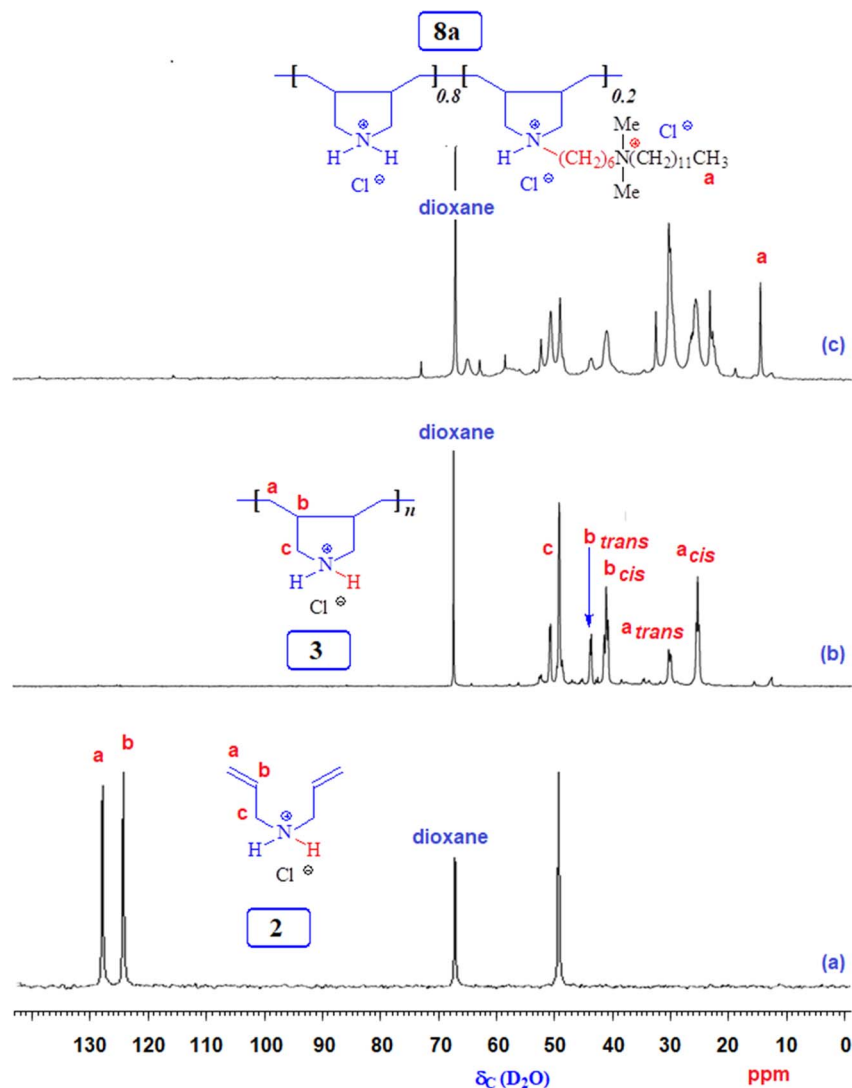 8a
[ ] 0.8 [ ] 0.2
Me
Cl ⊖
N ⊕
H H
Cl ⊖
N ⊕
H
(CH2)6N ⊕ (CH2)11CH3
Cl ⊖
Me
a
dioxane
a
(c)
dioxane
a
b
[ ]n
c
N ⊕
H H
Cl ⊖
3
c
b trans
b cis
a trans
a cis
(b)
a
b
a
b
c
N ⊕
H H
Cl ⊖
2
dioxane
(a)
130 120 110 100 90 80 70 60 50 40 30 20 10 0
δC (D2O)
ppm